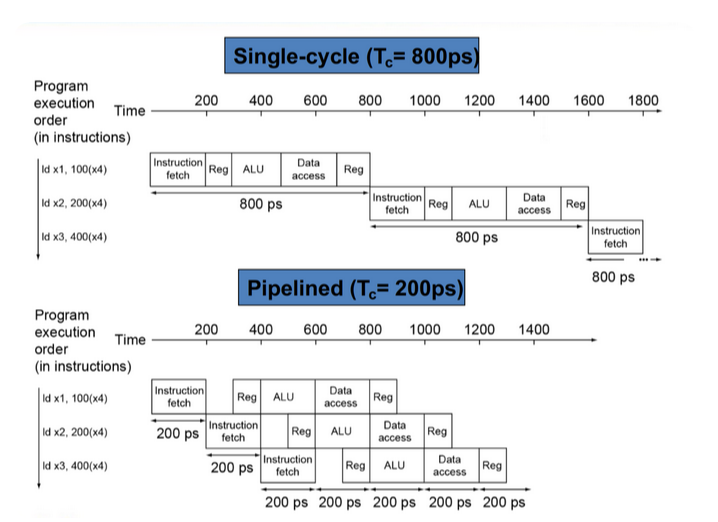 Single-cycle (Tc= 800ps)
Program
execution
order
(in instructions)
Time
200 400 600 800 1000 1200 1400 1600 1800
ld x1, 100(x4)
Instruction
fetch
Reg
ALU
Data
access
Reg
800 ps
ld x2, 200(x4)
Instruction
fetch
Reg
ALU
Data
access
Reg
800 ps
ld x3, 400(x4)
Instruction
fetch
...
800 ps
Pipelined (Tc= 200ps)
Program
execution
order
(in instructions)
Time
200 400 600 800 1000 1200 1400
ld x1, 100(x4)
Instruction
fetch
Reg
ALU
Data
access
Reg
200 ps
ld x2, 200(x4)
Instruction
fetch
Reg
ALU
Data
access
Reg
200 ps
ld x3, 400(x4)
Instruction
fetch
Reg
ALU
Data
access
Reg
200 ps 200 ps 200 ps 200 ps 200 ps